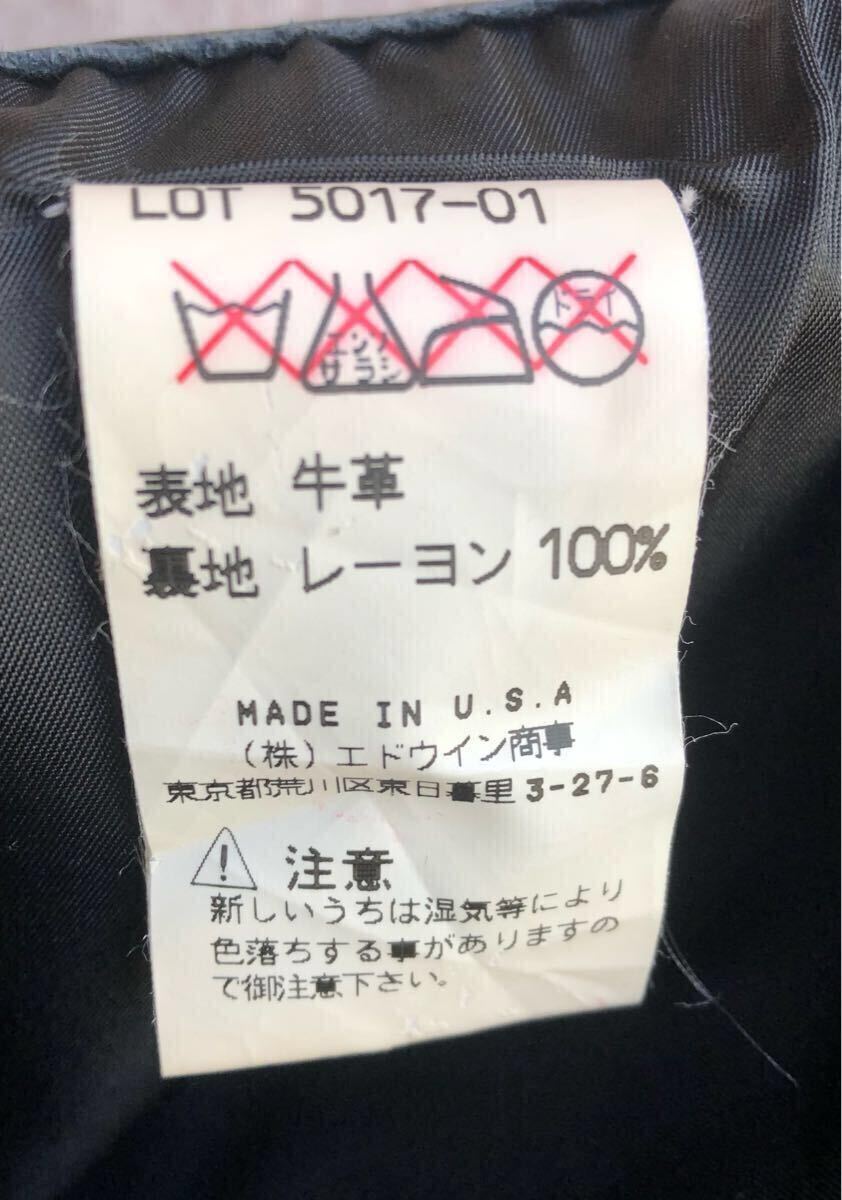 LOT 5017-01
エンソ
サラシ
ドライ
表地 牛革
裏地 レーヨン 100%
MADE IN U.S.A
(株)エドウイン商事
東京都荒川区東日暮里 3-27-6
注意
新しいうちは湿気等により
色落ちする事がありますの
で御注意下さい。